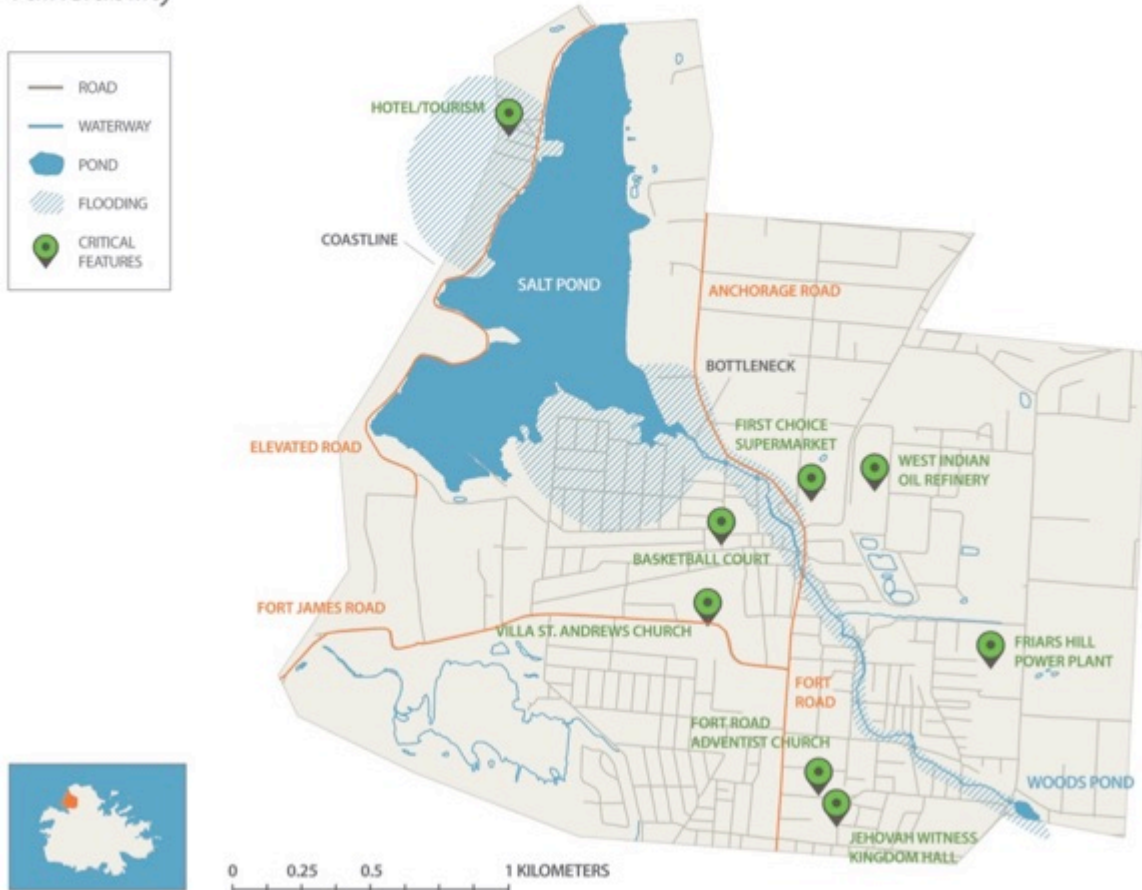 ROAD
WATERWAY
POND
FLOODING
CRITICAL
FEATURES
HOTEL/TOURISM
COASTLINE
SALT POND
ANCHORAGE ROAD
BOTTLENECK
FIRST CHOICE
SUPERMARKET
ELEVATED ROAD
WEST INDIAN
OIL REFINERY
BASKETBALL COURT
FORT JAMES ROAD
VILLA ST. ANDREWS CHURCH
FRIARS HILL
POWER PLANT
FORT
ROAD
FORT ROAD
ADVENTIST CHURCH
WOODS POND
JEHOVAH WITNESS
KINGDOM HALL
0 0.25 0.5 1 KILOMETERS